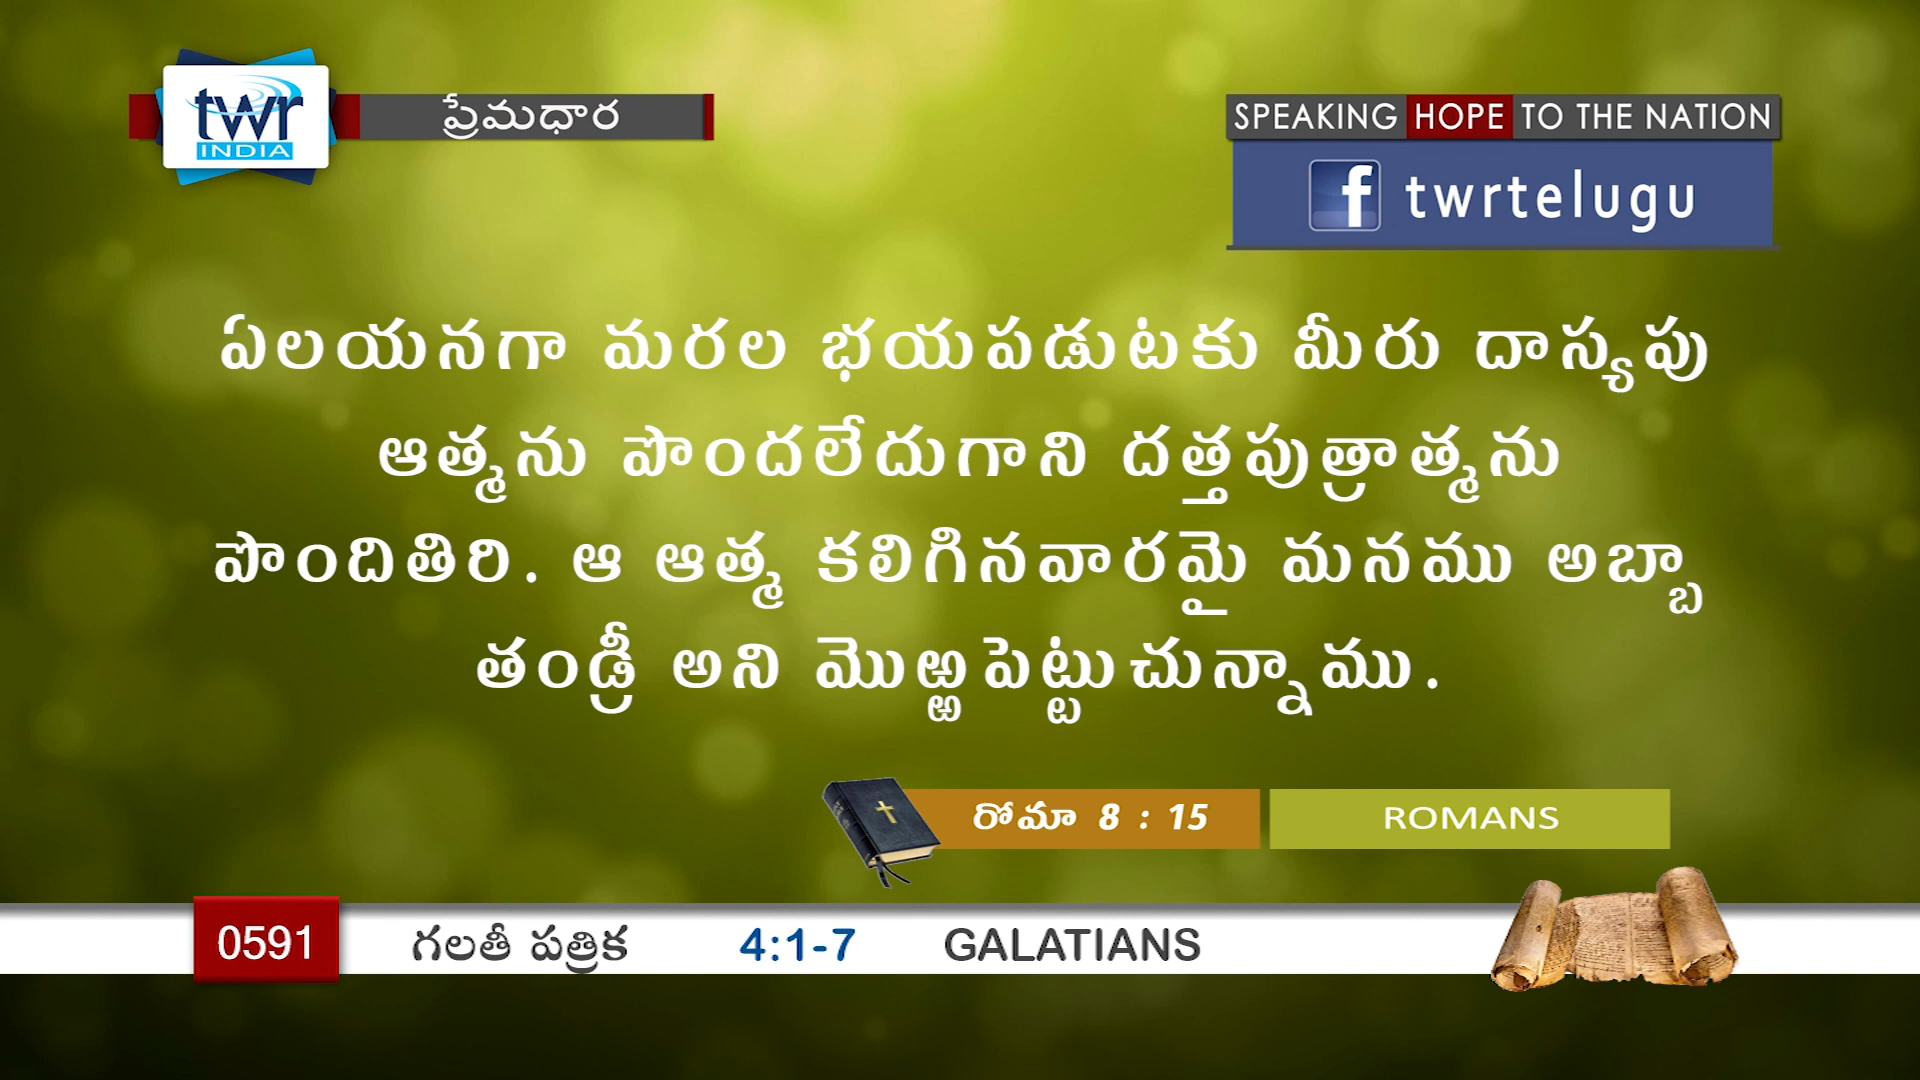 twr
INDIA
ప్రేమధార
SPEAKING HOPE TO THE NATION
f twrtelugu
ఏలయనగా మరల భయపడుటకు మీరు దాస్యపు
ఆత్మను పొందలేదుగాని దత్తపుత్రాత్మను
పొందితిరి. ఆ ఆత్మ కలిగినవారమై మనము అబ్బా
తండ్రీ అని మొఱ్ఱపెట్టుచున్నాము.
రోమా 8 : 15 ROMANS
0591 గలతీ పత్రిక 4:1-7 GALATIANS